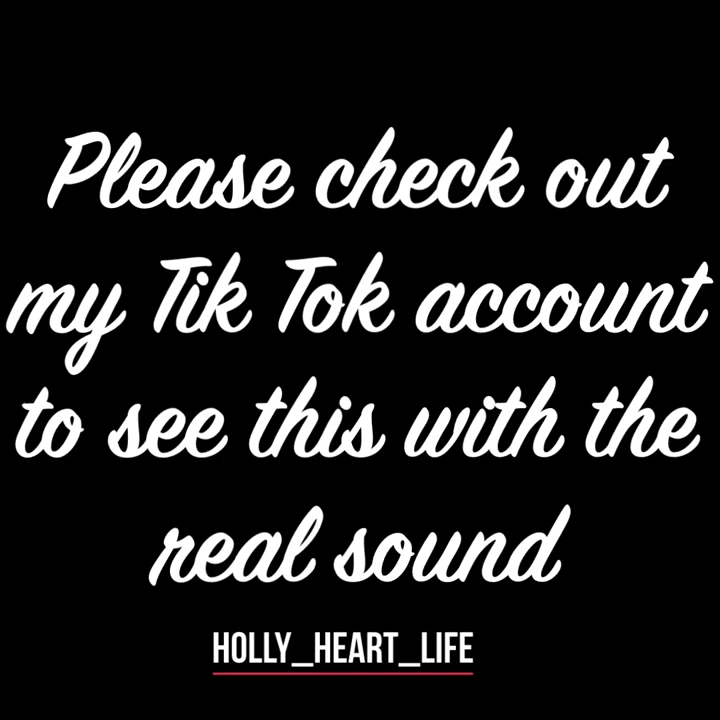 Please check out
my Tik Tok account
to see this with the
real sound
HOLLY_HEART_LIFE